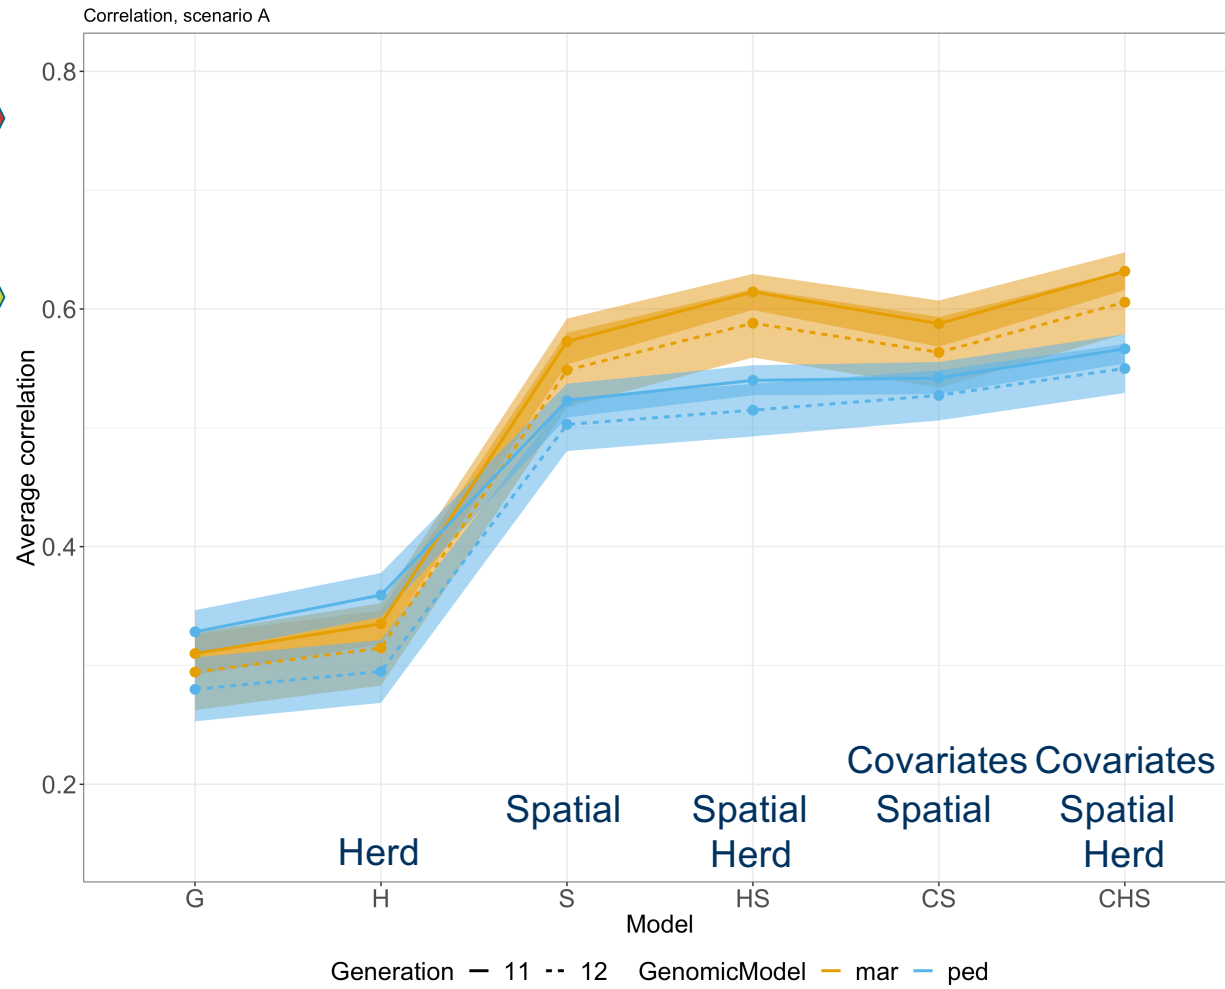 Correlation, scenario A
0.8
0.6
0.4
0.2
Average correlation
Covariates Covariates
Spatial Spatial Spatial Spatial
Herd Herd Herd
G H S HS CS CHS
Model
Generation 11 12 GenomicModel mar ped